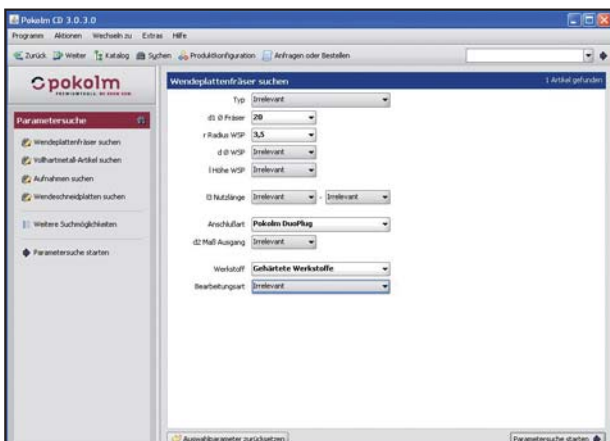 Pokolm CD 3.0.3.0
Programm Aktionen Wechseln zu Extras Hilfe
Zurück Weiter Katalog Suchen Produktkonfiguration Anfragen oder Bestellen
pokolm
Wendeplattenfräser suchen 1 Artikel gefunden
Parametersuche
Wendeplattenfräser suchen
Vollhartmetall-Artikel suchen
Aufnahmen suchen
Wendeschneidplatten suchen
Weitere Suchmöglichkeiten
Parametersuche starten
Typ Irrelevant
d1 Ø Fräser 20
r Radius WSP 3,5
d Ø WSP Irrelevant
l Höhe WSP Irrelevant
l3 Nutzlänge Irrelevant - Irrelevant
Anschlußart Pokolm DuoPlug
d2 Maß Ausgang Irrelevant
Werkstoff Gehärtete Werkstoffe
Bearbeitungsart Irrelevant
Auswahlparameter zurücksetzen Parametersuche starten